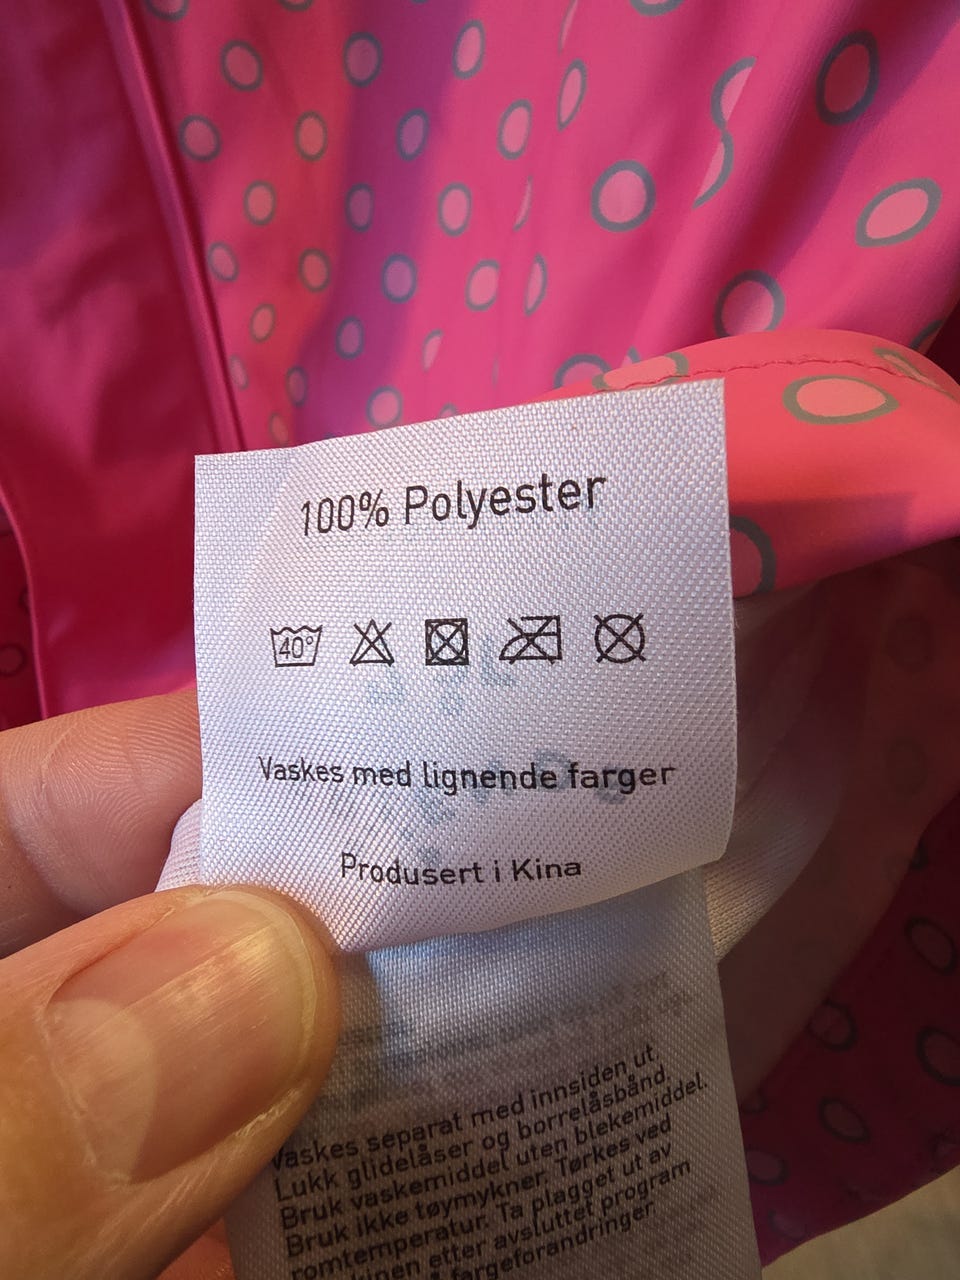 100% Polyester
40°
Vaskes med lignende farger
Produsert i Kina
Vaskes separat med innsiden ut.
Lukk glidelåser og borrelåsbånd.
Bruk vaskemiddel uten blekemiddel.
Bruk ikke tøymykner. Tørkes ved
romtemperatur. Ta plagget ut av
etter avsluttet program
fargeforandringer